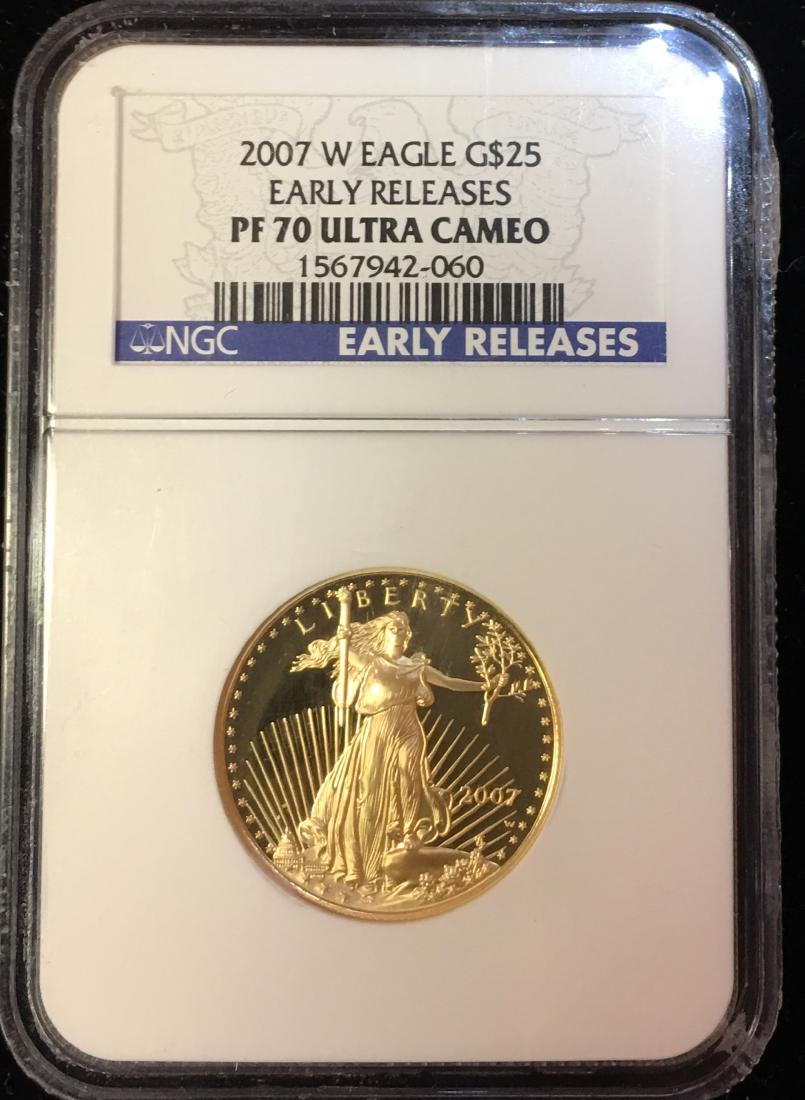 2007 W EAGLE G$25
EARLY RELEASES
PF 70 ULTRA CAMEO
1567942-060
NGC EARLY RELEASES
LIBERTY
2007
W